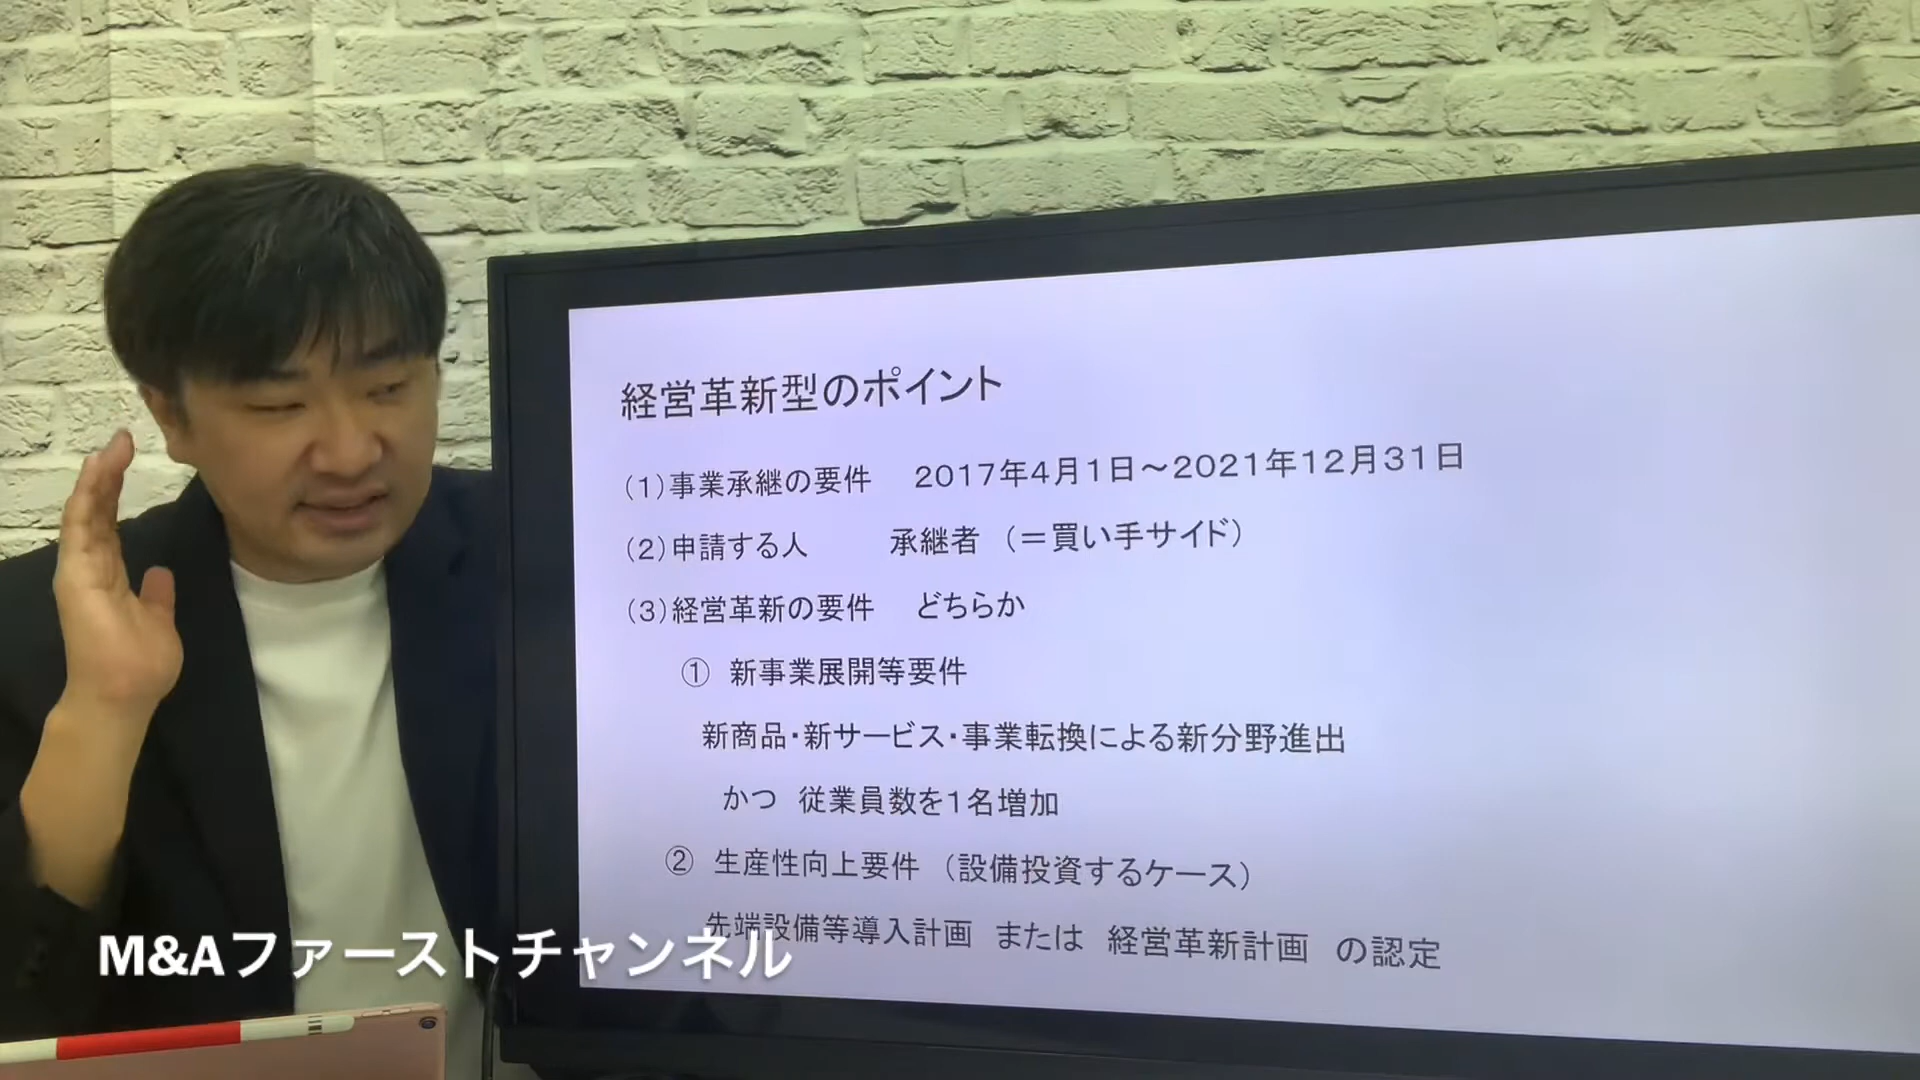 経営革新型のポイント
（1）事業承継の要件　2017年4月1日～2021年12月31日
（2）申請する人　承継者（＝買い手サイド）
（3）経営革新の要件　どちらか
①　新事業展開等要件
新商品・新サービス・事業転換による新分野進出
かつ　従業員数を1名増加
②　生産性向上要件（設備投資するケース）
先端設備等導入計画　または　経営革新計画　の認定
M&Aファーストチャンネル